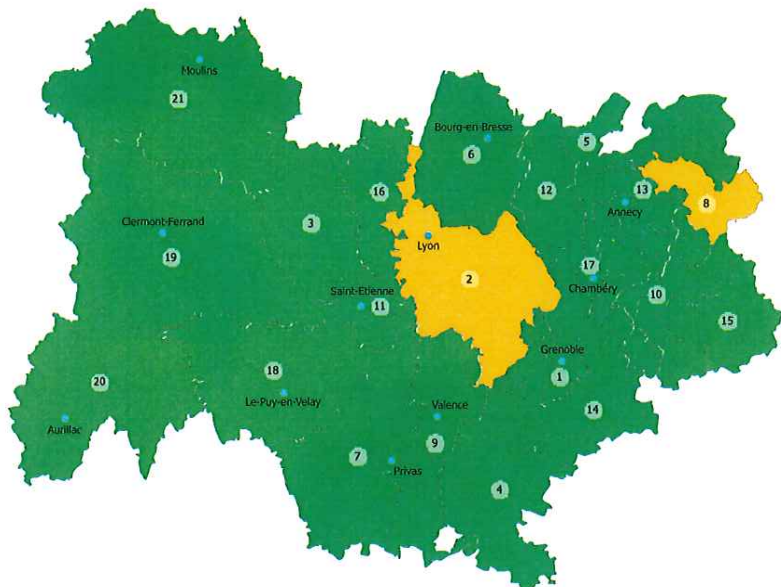 Moulins
21
Bourg-en-Bresse
5
6
16
12
13
8
Annecy
3
Clermont-Ferrand
19
Lyon
2
17
Chambéry
10
Saint-Etienne
11
15
Grenoble
1
18
20
Le-Puy-en-Velay
14
Valence
Aurillac
9
7
Privas
4